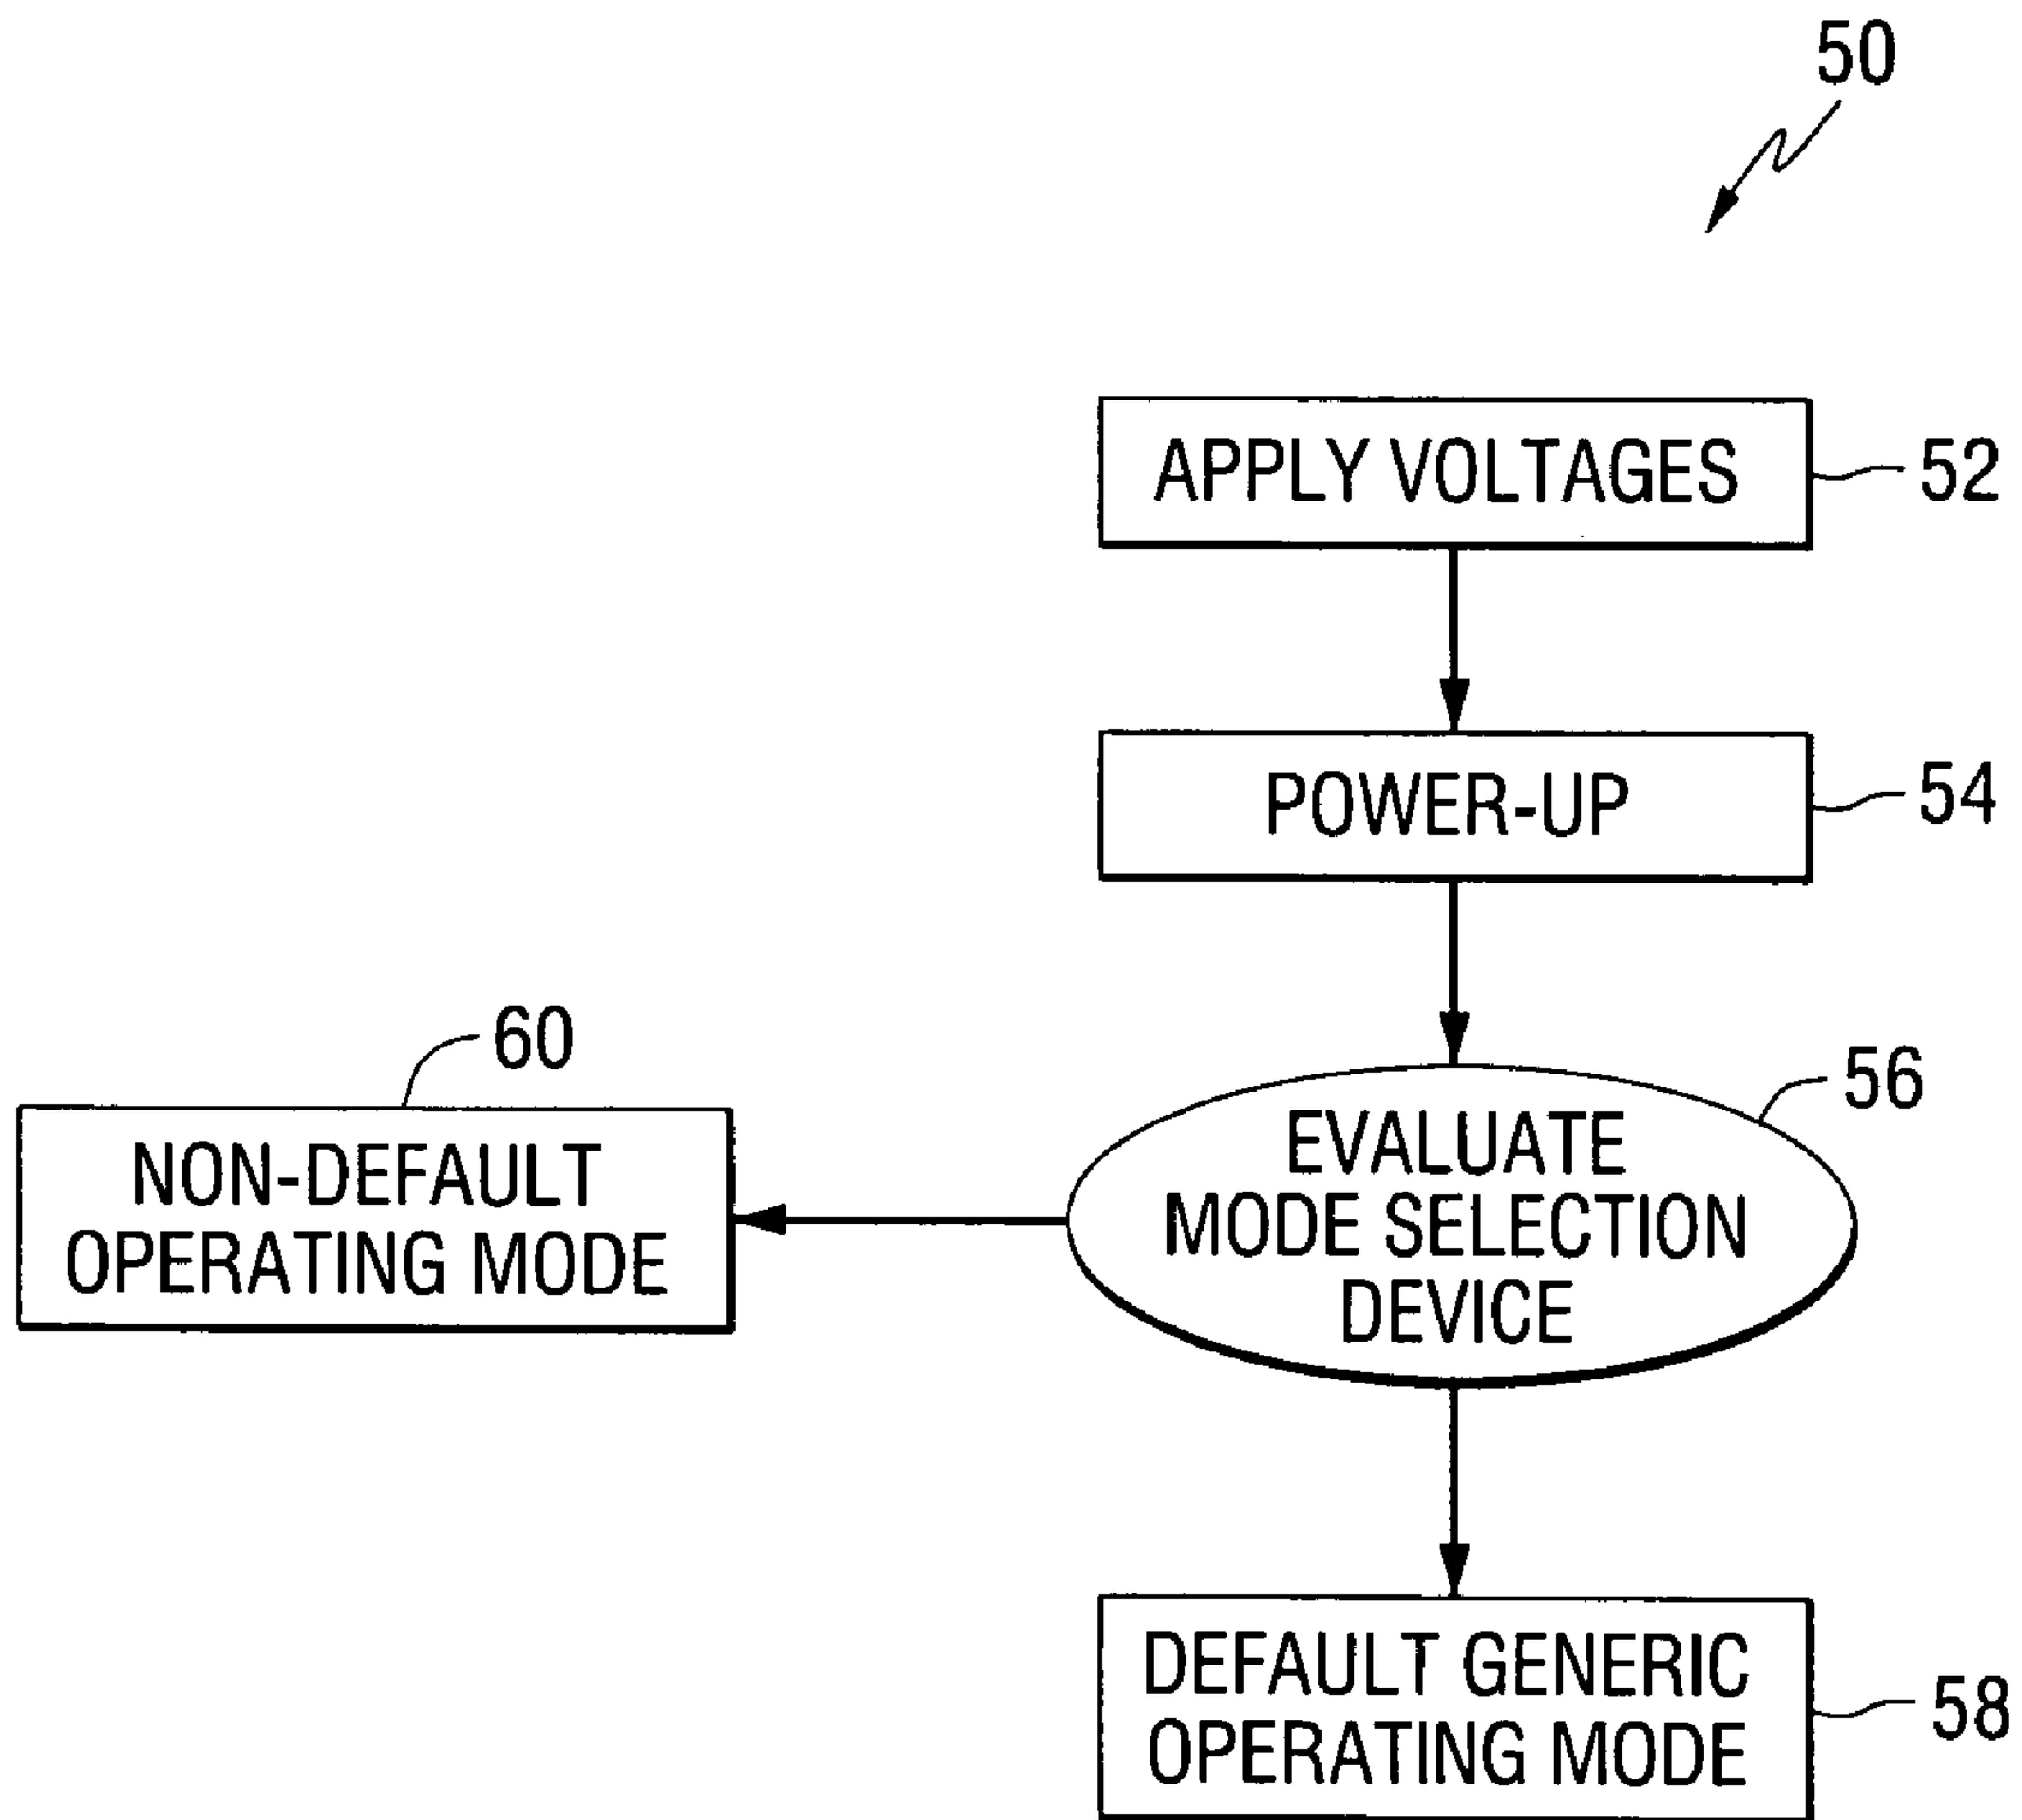 50
APPLY VOLTAGES
52
POWER-UP
54
60
NON-DEFAULT
OPERATING MODE
56
EVALUATE
MODE SELECTION
DEVICE
DEFAULT GENERIC
OPERATING MODE
58